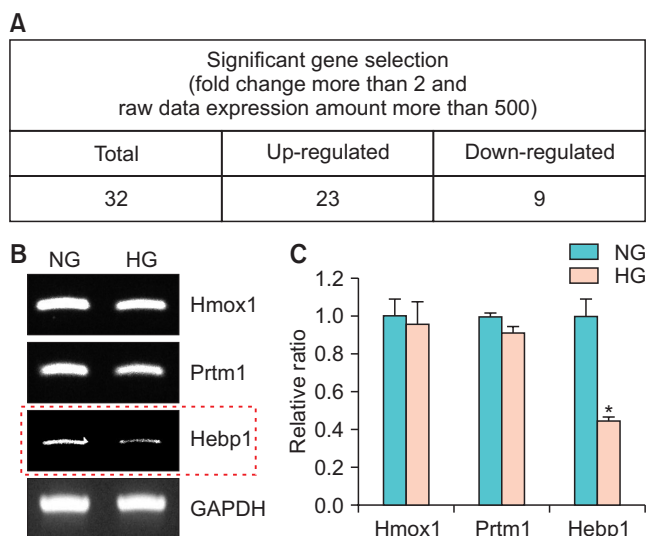 A
Significant gene selection
(fold change more than 2 and
raw data expression amount more than 500)
Total Up-regulated Down-regulated
32 23 9
B
NG HG
Hmox1
Prtm1
Hebp1
GAPDH
C
NG
HG
Relative ratio
1.2
1.0
0.8
0.6
0.4
0.2
0.0
*
Hmox1 Prtm1 Hebp1